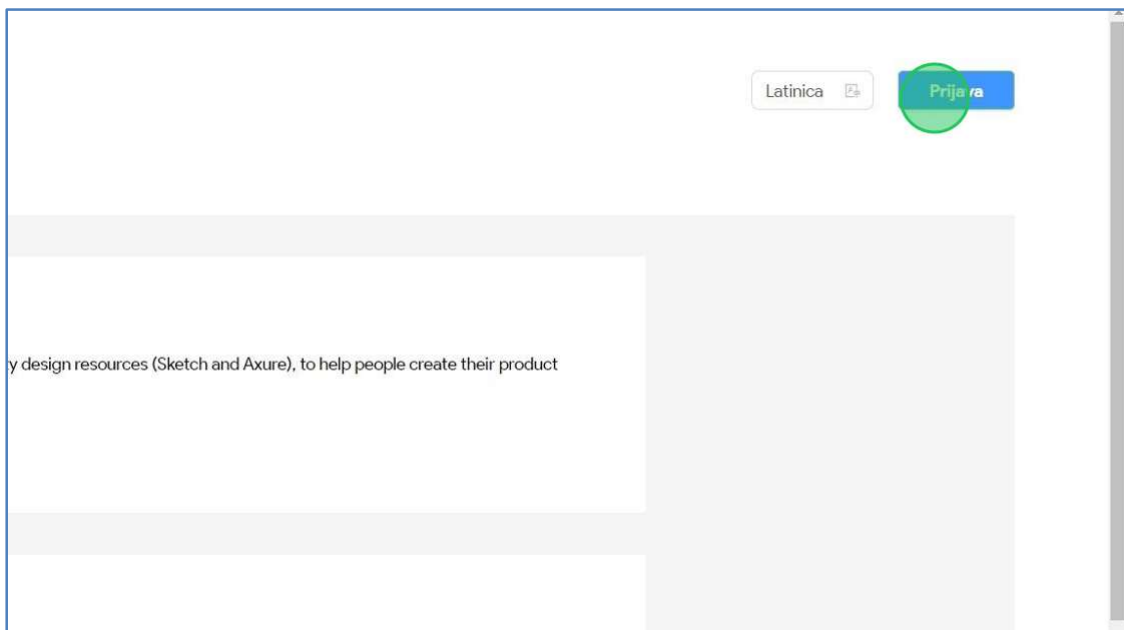 Latinica
Prijava
y design resources (Sketch and Axure), to help people create their product